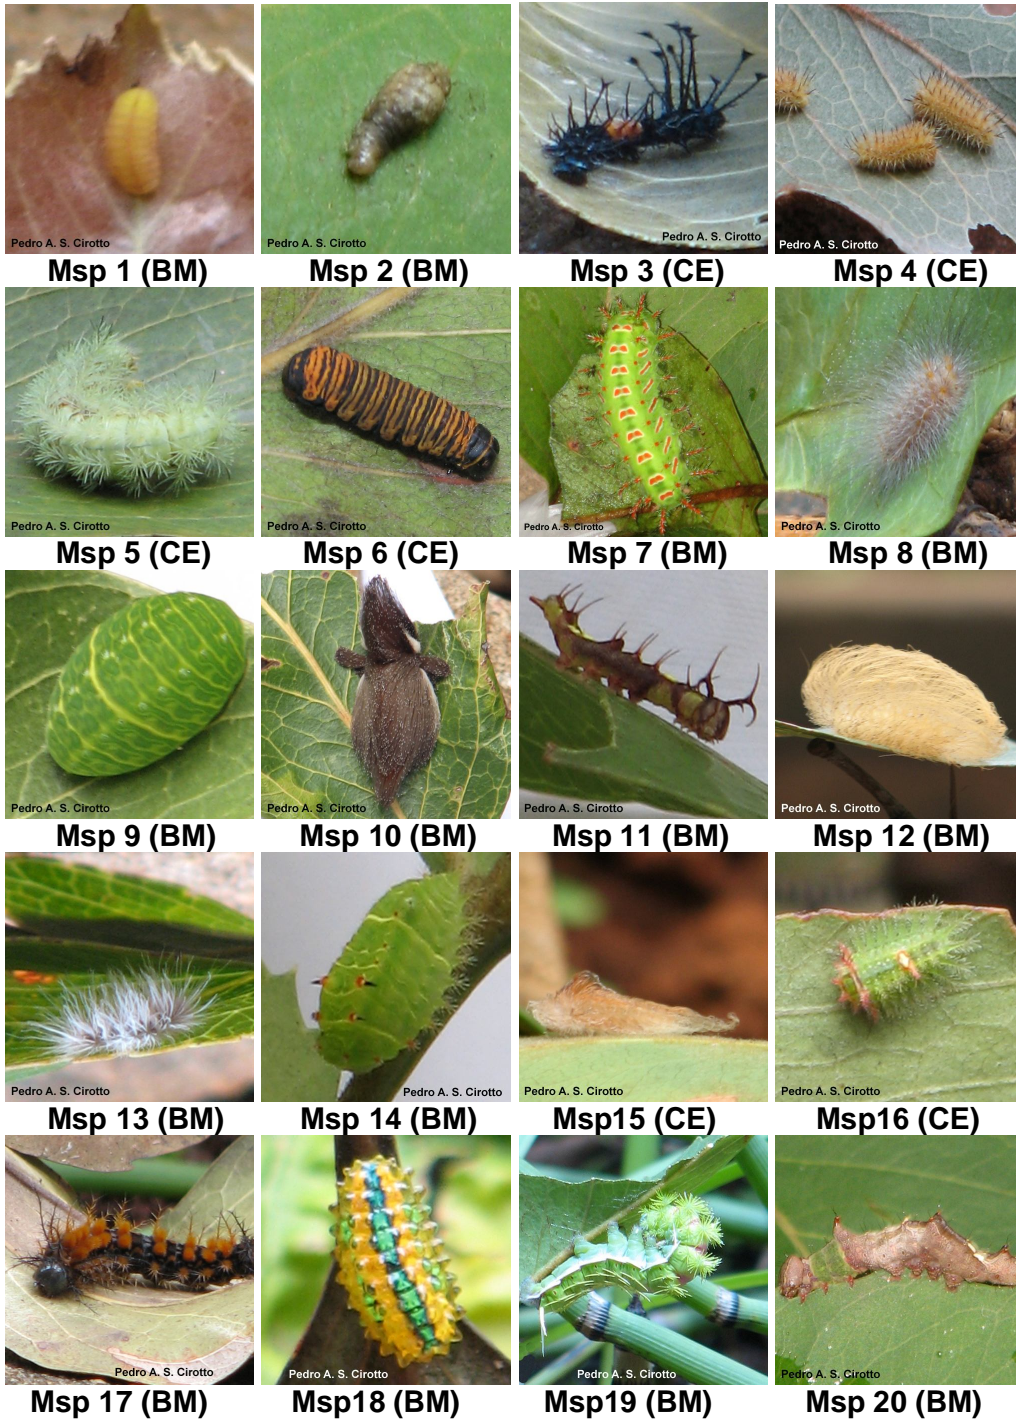 Pedro A. S. Cirotto
Pedro A. S. Cirotto
Pedro A. S. Cirotto
Pedro A. S. Cirotto
Msp 1 (BM)
Msp 2 (BM)
Msp 3 (CE)
Msp 4 (CE)
Pedro A. S. Cirotto
Pedro A. S. Cirotto
Pedro A. S. Cirotto
Pedro A. S. Cirotto
Msp 5 (CE)
Msp 6 (CE)
Msp 7 (BM)
Msp 8 (BM)
Pedro A. S. Cirotto
Pedro A. S. Cirotto
Pedro A. S. Cirotto
Pedro A. S. Cirotto
Msp 9 (BM)
Msp 10 (BM)
Msp 11 (BM)
Msp 12 (BM)
Pedro A. S. Cirotto
Pedro A. S. Cirotto
Pedro A. S. Cirotto
Pedro A. S. Cirotto
Msp 13 (BM)
Msp 14 (BM)
Msp15 (CE)
Msp16 (CE)
Pedro A. S. Cirotto
Pedro A. S. Cirotto
Pedro A. S. Cirotto
Pedro A. S. Cirotto
Msp 17 (BM)
Msp18 (BM)
Msp19 (BM)
Msp 20 (BM)